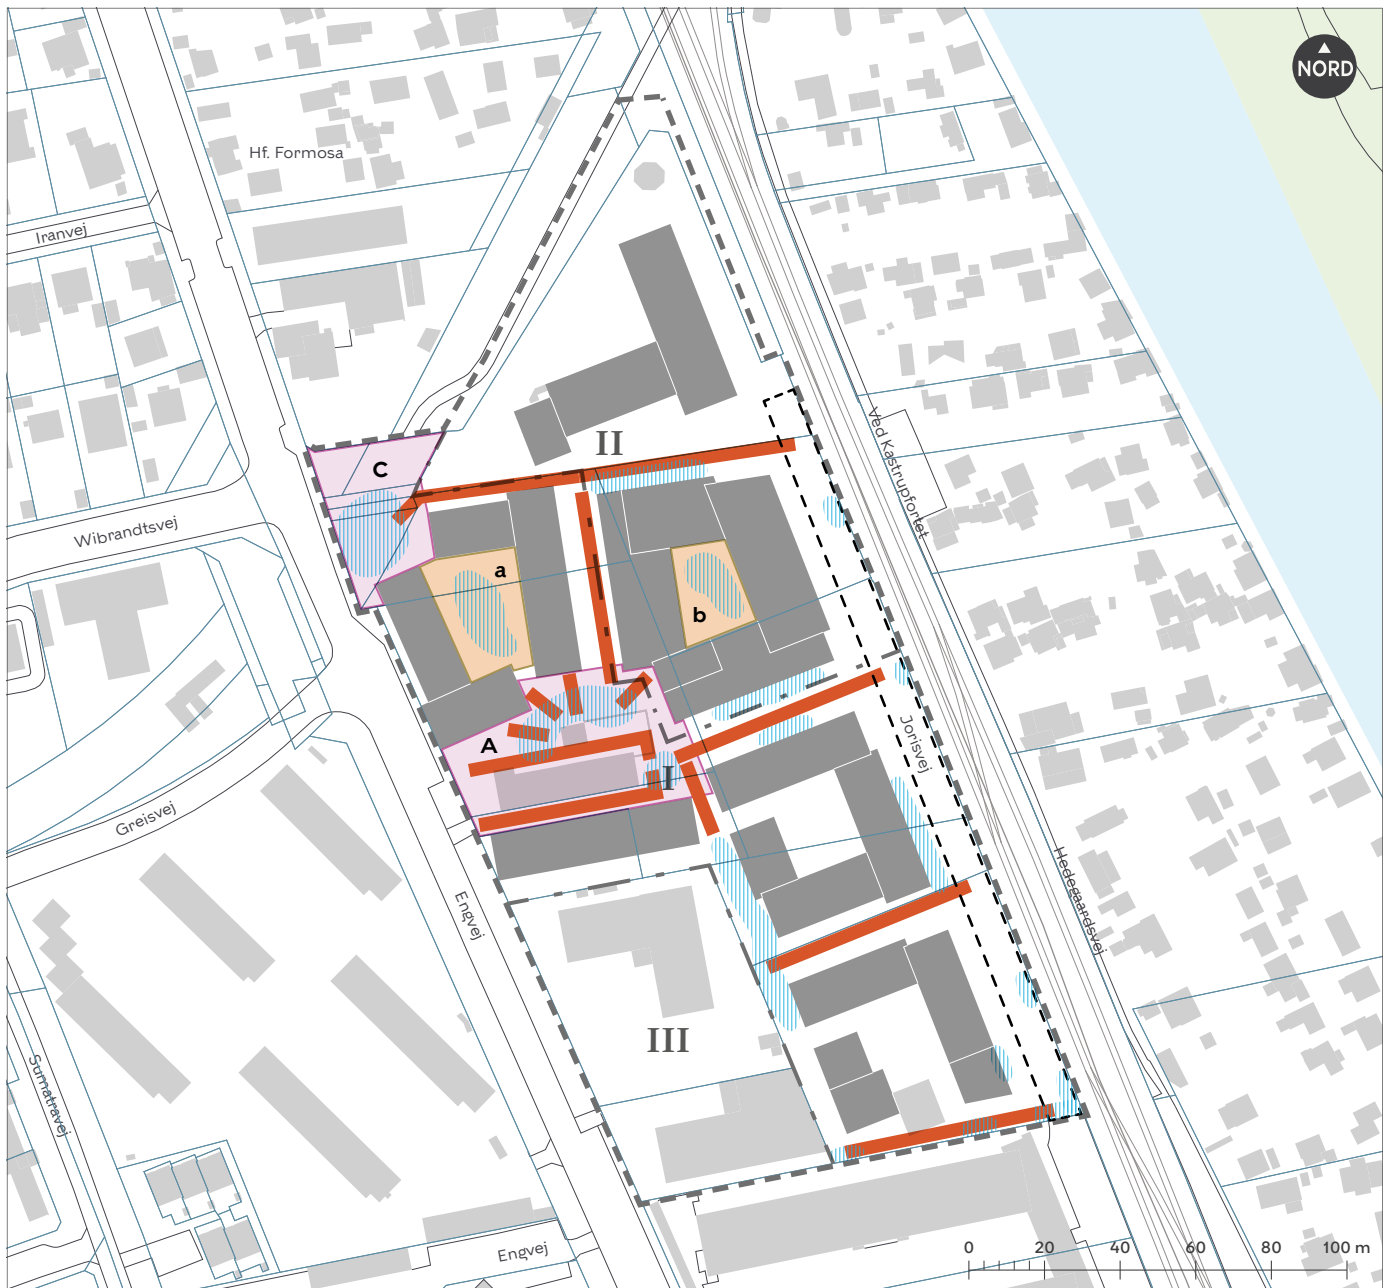 NORD
Hf. Formosa
Iranvej
Ved Kastrupfortet
II
C
Wibrandtsvej
a
b
Jorisvej
A
I
Greisvej
Hedegaardsvej
Engvej
III
Sumatravej
Engvej
0 20 40 60 80 100 m